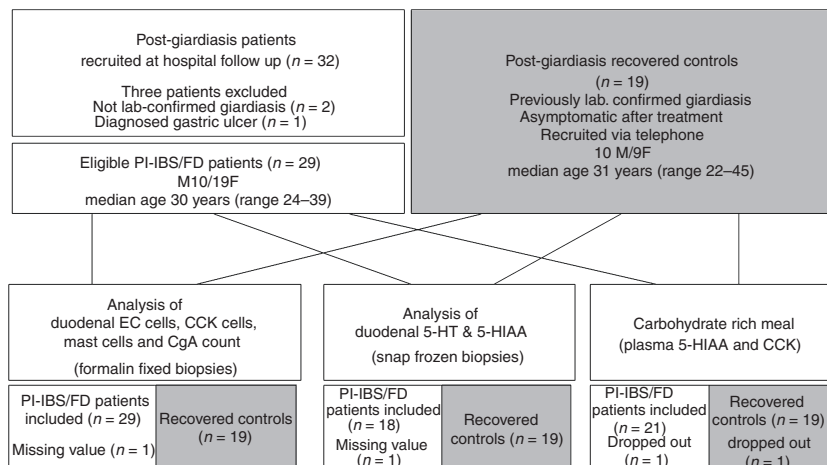 Post-giardiasis patients
recruited at hospital follow up (n = 32)
Three patients excluded
Not lab-confirmed giardiasis (n = 2)
Diagnosed gastric ulcer (n = 1)
Eligible PI-IBS/FD patients (n = 29)
M10/19F
median age 30 years (range 24–39)
Post-giardiasis recovered controls
(n = 19)
Previously lab. confirmed giardiasis
Asymptomatic after treatment
Recruited via telephone
10 M/9F
median age 31 years (range 22–45)
Analysis of
duodenal EC cells, CCK cells,
mast cells and CgA count
(formalin fixed biopsies)
PI-IBS/FD patients
included (n = 29)
Missing value (n = 1)
Recovered controls
(n = 19)
Analysis of
duodenal 5-HT & 5-HIAA
(snap frozen biopsies)
PI-IBS/FD
patients included
(n = 18)
Missing value
(n = 1)
Recovered
controls (n = 19)
Carbohydrate rich meal
(plasma 5-HIAA and CCK)
PI-IBS/FD
patients included
(n = 21)
Dropped out
(n = 1)
Recovered
controls (n = 19)
dropped out
(n = 1)